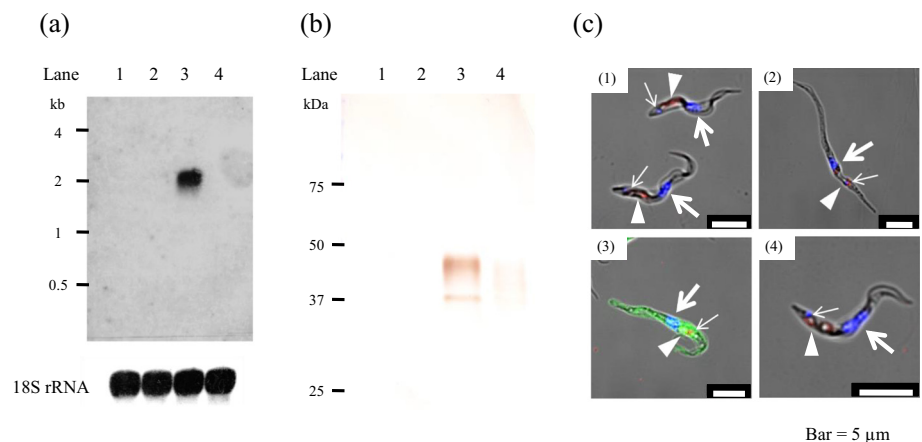 (a)
Lane 1 2 3 4
kb
4
2
1
0.5
18S rRNA
(b)
Lane 1 2 3 4
kDa
75
50
37
25
(c)
(1)
(2)
(3)
(4)
Bar = 5 µm